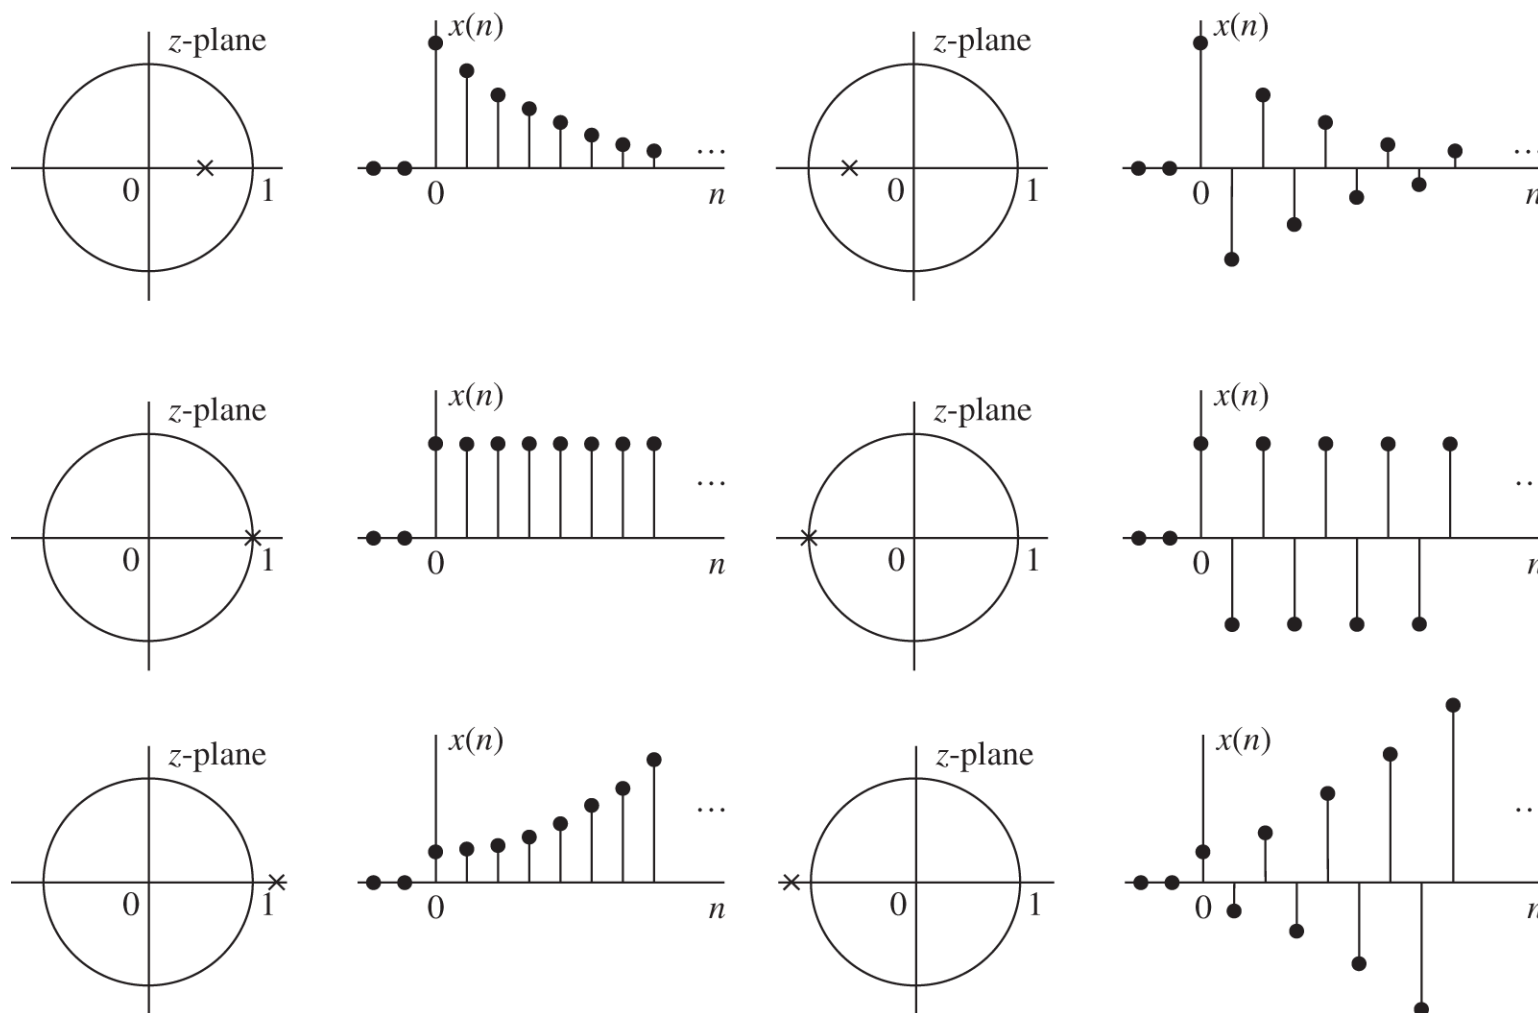 z-plane x(n) z-plane x(n)
... ...
0 1 0 n 0 1 0 n
z-plane x(n) z-plane x(n)
... ..
0 1 0 n 0 1 0 n
z-plane x(n) z-plane x(n)
... ..
0 1 0 n 0 1 0 n